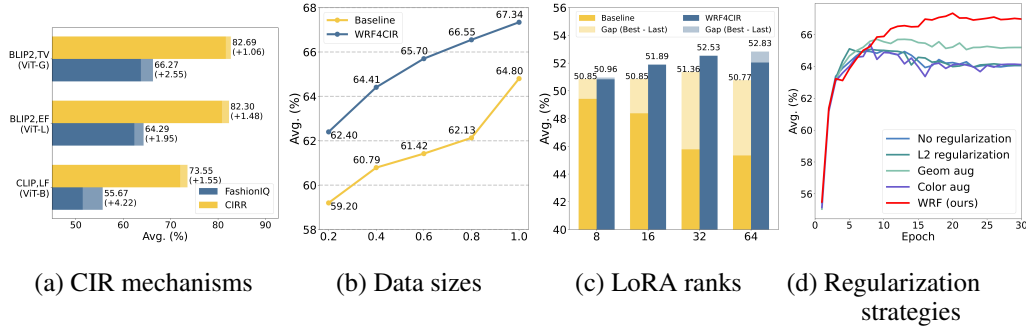 BLIP2,TV
(ViT-G)
82.69
(+1.06)
66.27
(+2.55)
BLIP2,EF
(ViT-L)
82.30
(+1.48)
64.29
(+1.95)
CLIP,LF
(ViT-B)
73.55
(+1.55)
55.67
(+4.22)
FashionIQ
CIRR
50 60 70 80 90
Avg. (%)
(a) CIR mechanisms
Baseline
WRF4CIR
68
66
64
62
60
58
Avg. (%)
62.40
64.41
65.70
66.55
67.34
59.20
60.79
61.42
62.13
64.80
0.2 0.4 0.6 0.8 1.0
(b) Data sizes
Baseline
Gap (Best - Last)
WRF4CIR
Gap (Best - Last)
56
54
52
50
48
46
44
42
40
Avg. (%)
50.85 50.96
50.85 51.89
51.36 52.53
50.77 52.83
8 16 32 64
(c) LoRA ranks
66
64
62
60
58
56
Avg. (%)
No regularization
L2 regularization
Geom aug
Color aug
WRF (ours)
0 5 10 15 20 25 30
Epoch
(d) Regularization
strategies